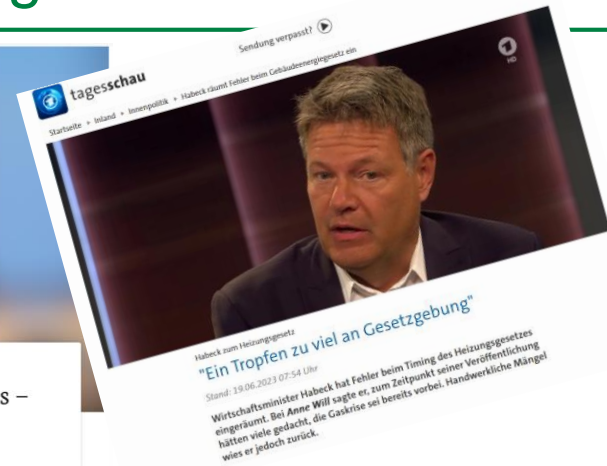 g
Sendung verpasst?
tagesschau
Startseite ▸ Inland ▸ Innenpolitik ▸ Habeck räumt Fehler beim Gebäudeenergiegesetz ein
HD
Habeck zum Heizungsgesetz
"Ein Tropfen zu viel an Gesetzgebung"
Stand: 19.06.2023 07:54 Uhr
Wirtschaftsminister Habeck hat Fehler beim Timing des Heizungsgesetzes
eingeräumt. Bei Anne Will sagte er, zum Zeitpunkt seiner Veröffentlichung
hätten viele gedacht, die Gaskrise sei bereits vorbei. Handwerkliche Mängel
wies er jedoch zurück.
s –